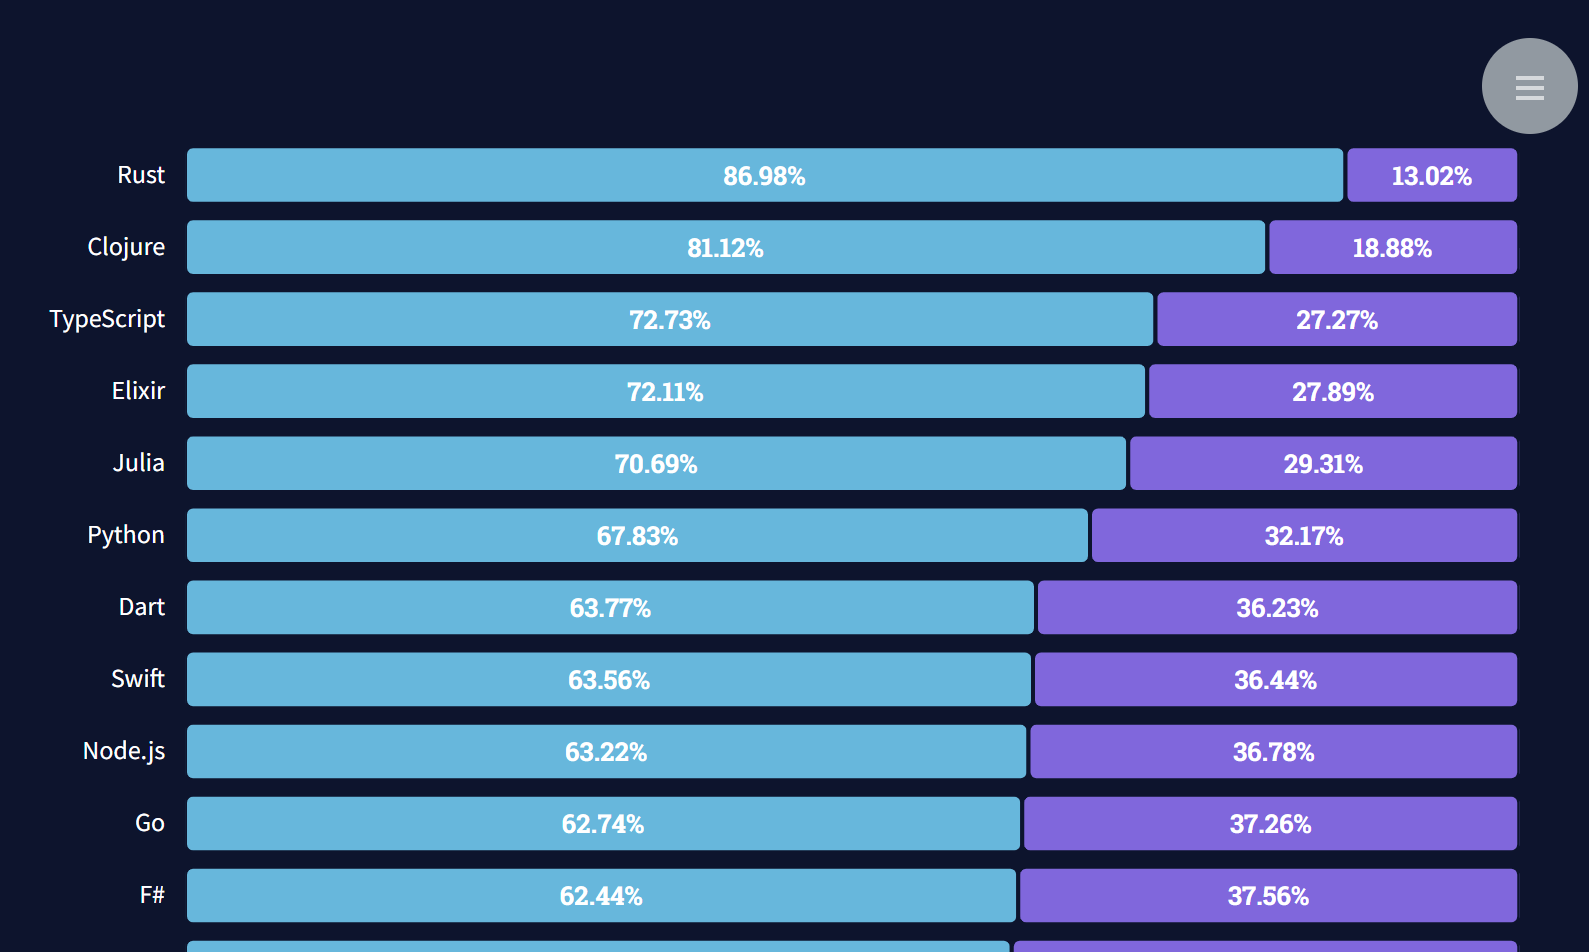 Rust 86.98% 13.02%
Clojure 81.12% 18.88%
TypeScript 72.73% 27.27%
Elixir 72.11% 27.89%
Julia 70.69% 29.31%
Python 67.83% 32.17%
Dart 63.77% 36.23%
Swift 63.56% 36.44%
Node.js 63.22% 36.78%
Go 62.74% 37.26%
F# 62.44% 37.56%